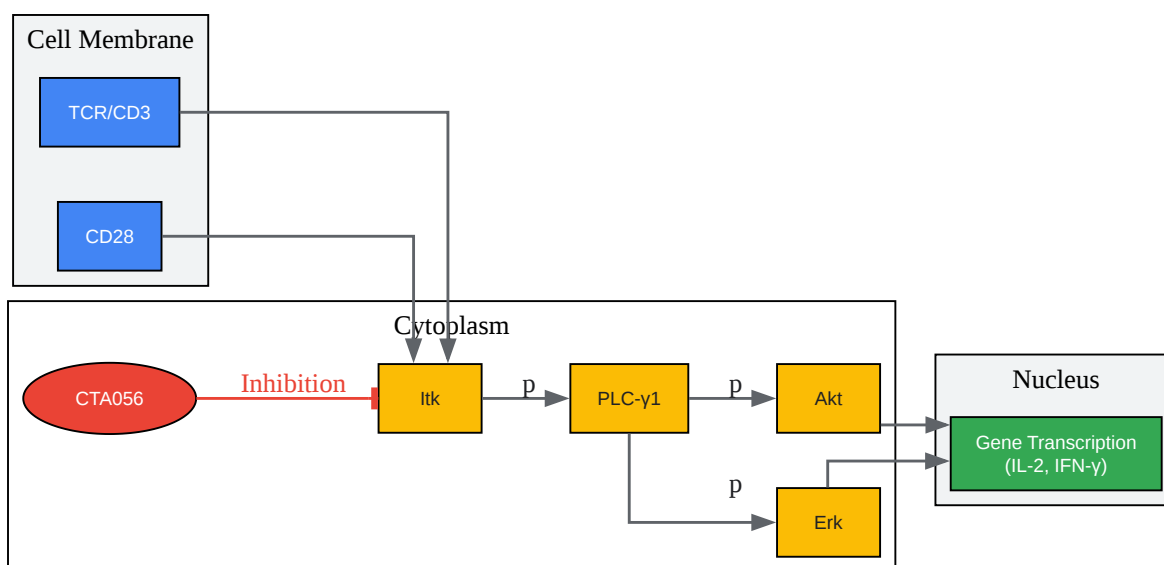 Cell Membrane
TCR/CD3
CD28
Cytoplasm
CTA056
Inhibition
Itk
p
PLC-γ1
p
Akt
p
Erk
Nucleus
Gene Transcription
(IL-2, IFN-γ)